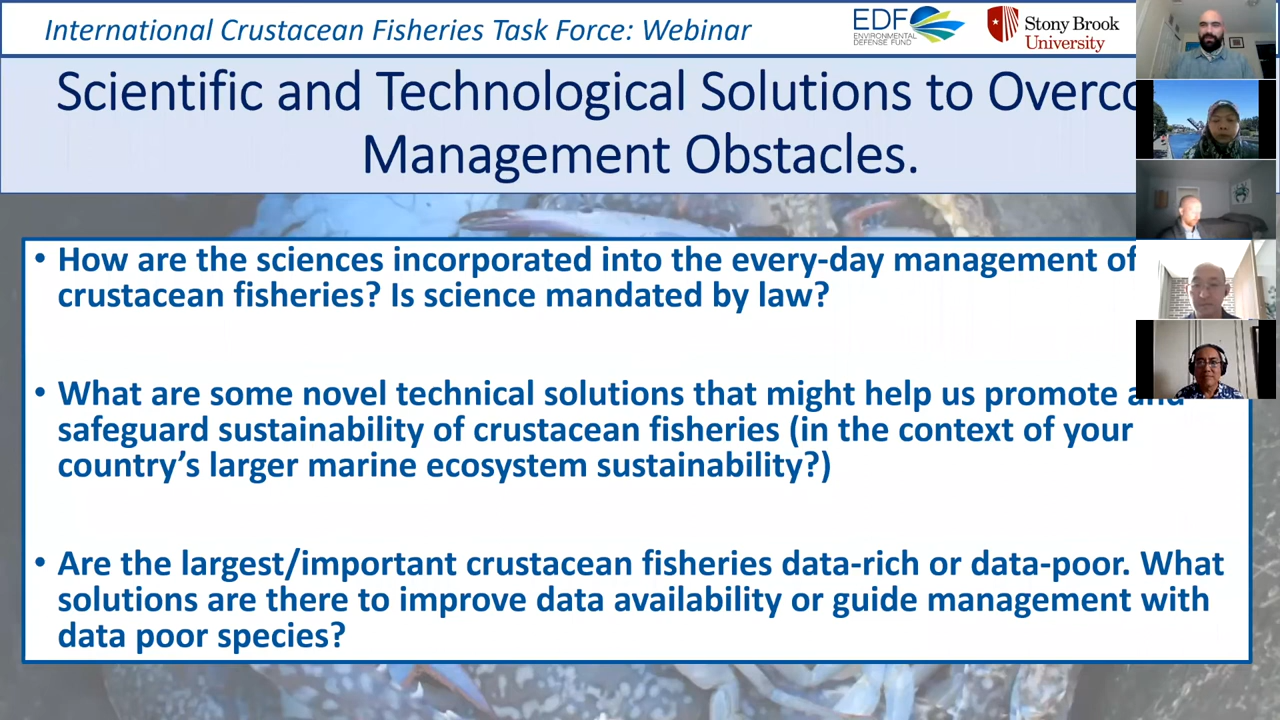 International Crustacean Fisheries Task Force: Webinar
EDF
ENVIRONMENTAL
DEFENSE FUND
Stony Brook
University
Scientific and Technological Solutions to Overco
Management Obstacles.
• How are the sciences incorporated into the every-day management of
crustacean fisheries? Is science mandated by law?
• What are some novel technical solutions that might help us promote and
safeguard sustainability of crustacean fisheries (in the context of your
country’s larger marine ecosystem sustainability?)
• Are the largest/important crustacean fisheries data-rich or data-poor. What
solutions are there to improve data availability or guide management with
data poor species?